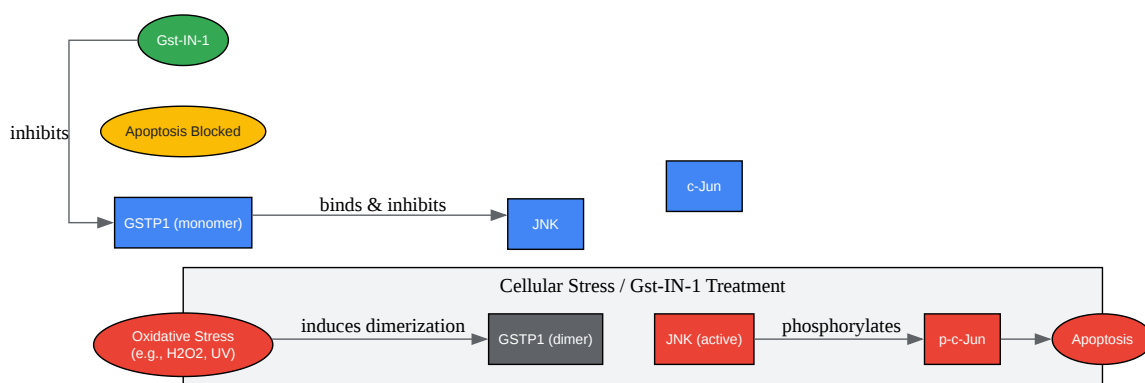 Gst-IN-1
inhibits
Apoptosis Blocked
c-Jun
GSTP1 (monomer)
binds & inhibits
JNK
Cellular Stress / Gst-IN-1 Treatment
Oxidative Stress
(e.g., H2O2, UV)
induces dimerization
GSTP1 (dimer)
JNK (active)
phosphorylates
p-c-Jun
Apoptosis